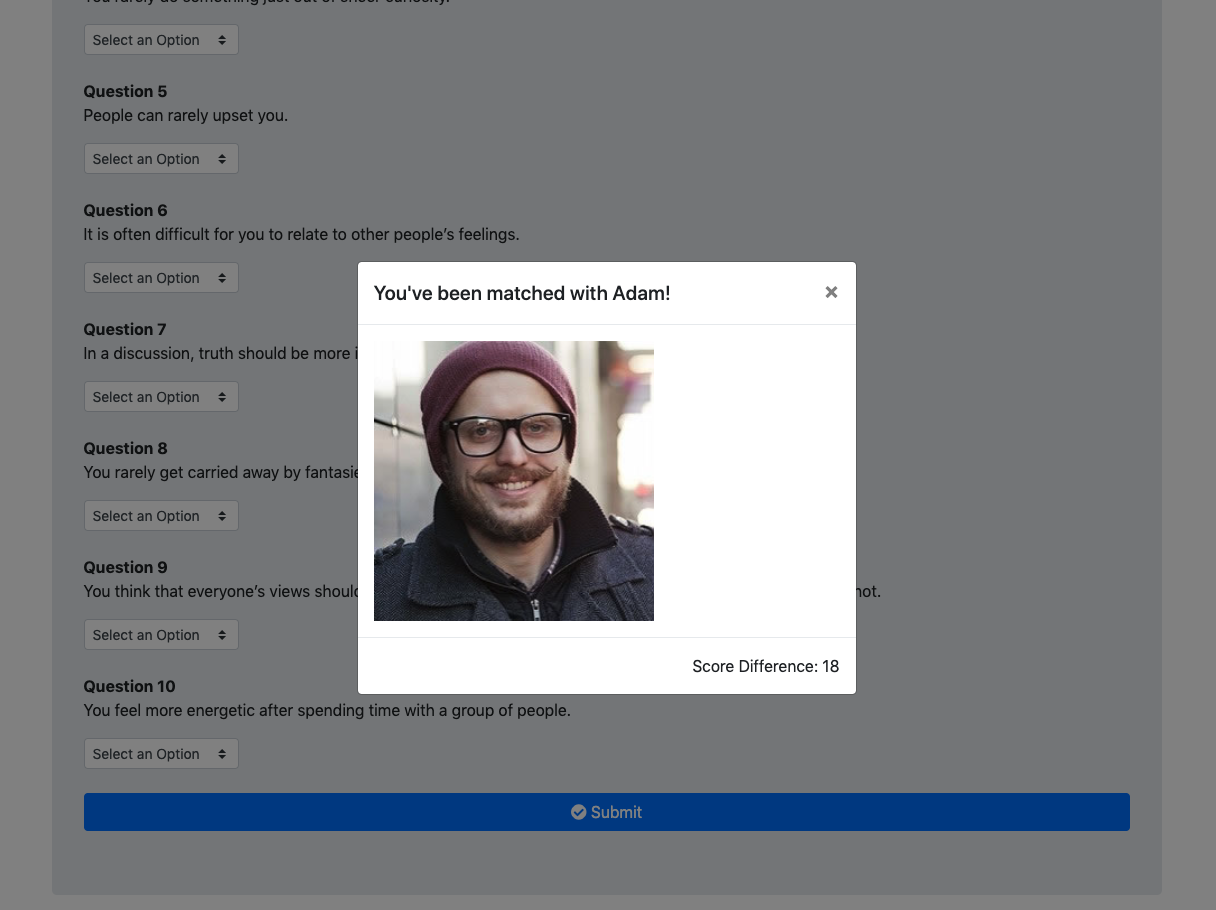 You rarely do something just out of sheer curiosity.
Select an Option
Question 5
People can rarely upset you.
Select an Option
Question 6
It is often difficult for you to relate to other people’s feelings.
Select an Option
You've been matched with Adam!
×
Question 7
In a discussion, truth should be more
Select an Option
Question 8
You rarely get carried away by
Select an Option
Question 9
You think that everyone’s views
not.
Select an Option
Score Difference: 18
Question 10
You feel more energetic after spending time with a group of people.
Select an Option
Submit